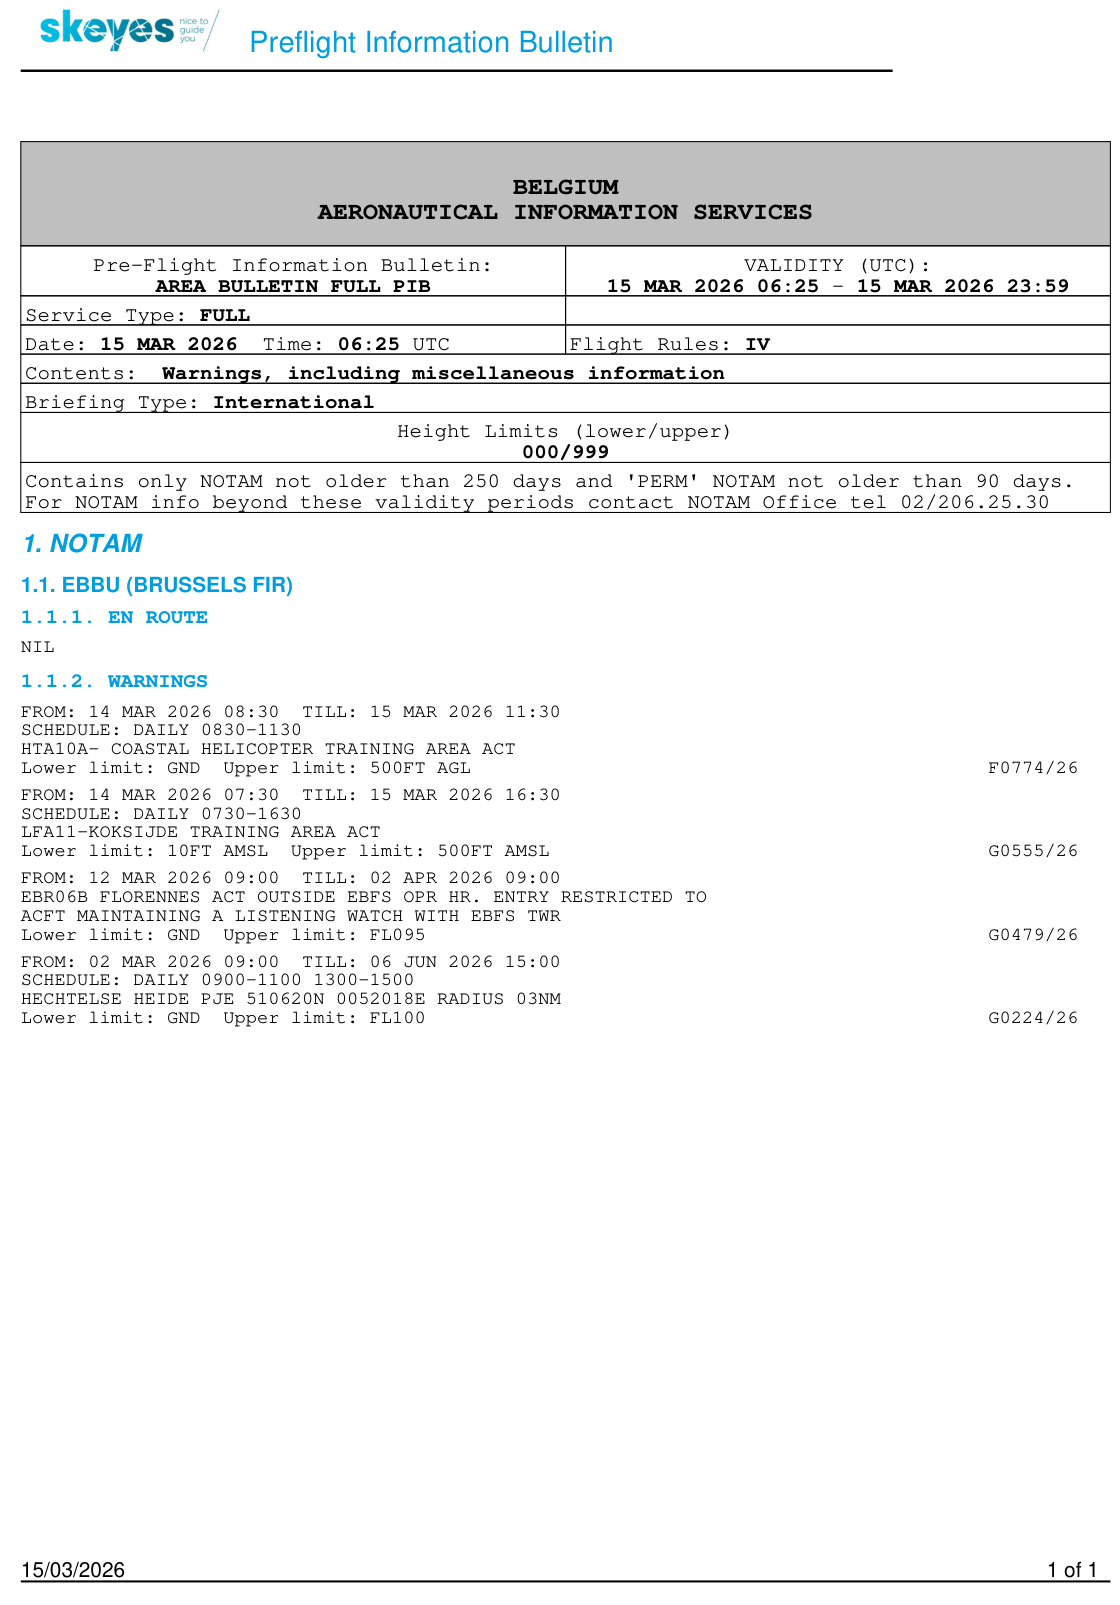 skeyes nice to guide you
Preflight Information Bulletin
BELGIUM
AERONAUTICAL INFORMATION SERVICES
Pre-Flight Information Bulletin:
AREA BULLETIN FULL PIB
VALIDITY (UTC):
15 MAR 2026 06:25 - 15 MAR 2026 23:59
Service Type: FULL
Date: 15 MAR 2026 Time: 06:25 UTC
Flight Rules: IV
Contents: Warnings, including miscellaneous information
Briefing Type: International
Height Limits (lower/upper)
000/999
Contains only NOTAM not older than 250 days and 'PERM' NOTAM not older than 90 days.
For NOTAM info beyond these validity periods contact NOTAM Office tel 02/206.25.30
1. NOTAM
1.1. EBBU (BRUSSELS FIR)
1.1.1. EN ROUTE
NIL
1.1.2. WARNINGS
FROM: 14 MAR 2026 08:30 TILL: 15 MAR 2026 11:30
SCHEDULE: DAILY 0830-1130
HTA10A- COASTAL HELICOPTER TRAINING AREA ACT
Lower limit: GND Upper limit: 500FT AGL F0774/26
FROM: 14 MAR 2026 07:30 TILL: 15 MAR 2026 16:30
SCHEDULE: DAILY 0730-1630
LFA11-KOKSIJDE TRAINING AREA ACT
Lower limit: 10FT AMSL Upper limit: 500FT AMSL G0555/26
FROM: 12 MAR 2026 09:00 TILL: 02 APR 2026 09:00
EBR06B FLORENNES ACT OUTSIDE EBFS OPR HR. ENTRY RESTRICTED TO
ACFT MAINTAINING A LISTENING WATCH WITH EBFS TWR
Lower limit: GND Upper limit: FL095 G0479/26
FROM: 02 MAR 2026 09:00 TILL: 06 JUN 2026 15:00
SCHEDULE: DAILY 0900-1100 1300-1500
HECHTELSE HEIDE PJE 510620N 0052018E RADIUS 03NM
Lower limit: GND Upper limit: FL100 G0224/26
15/03/2026 1 of 1